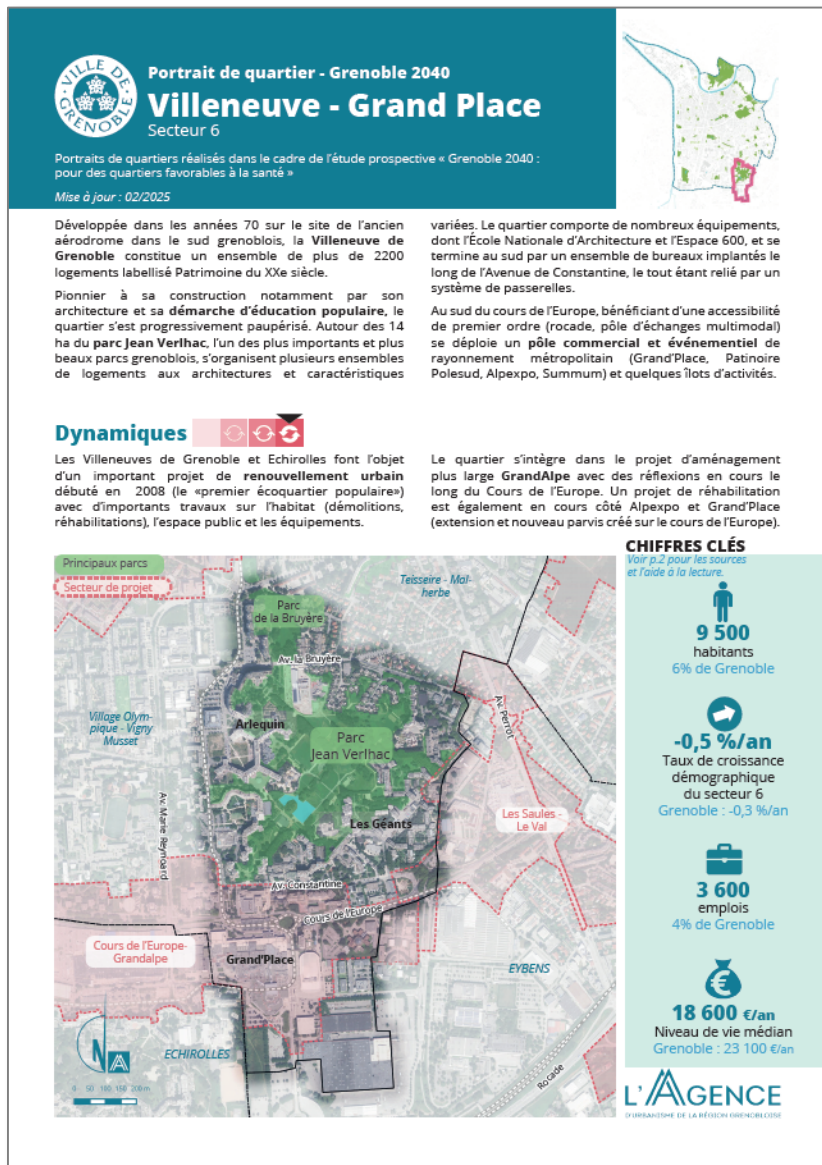 VILLE DE GRENOBLE
Portrait de quartier - Grenoble 2040
Villeneuve - Grand Place
Secteur 6
Portraits de quartiers réalisés dans le cadre de l'étude prospective « Grenoble 2040 :
pour des quartiers favorables à la santé »
Mise à jour : 02/2025
Développée dans les années 70 sur le site de l'ancien
aérodrome dans le sud grenoblois, la Villeneuve de
Grenoble constitue un ensemble de plus de 2200
logements labellisé Patrimoine du XXe siècle.
Pionnier à sa construction notamment par son
architecture et sa démarche d'éducation populaire, le
quartier s'est progressivement paupérisé. Autour des 14
ha du parc Jean Verlhac, l'un des plus importants et plus
beaux parcs grenoblois, s'organisent plusieurs ensembles
de logements aux architectures et caractéristiques
variées. Le quartier comporte de nombreux équipements,
dont l'École Nationale d'Architecture et l'Espace 600, et se
termine au sud par un ensemble de bureaux implantés le
long de l'Avenue de Constantine, le tout étant relié par un
système de passerelles.
Au sud du cours de l'Europe, bénéficiant d'une accessibilité
de premier ordre (rocade, pôle d'échanges multimodal)
se déploie un pôle commercial et événementiel de
rayonnement métropolitain (Grand'Place, Patinoire
Polesud, Alpexpo, Summum) et quelques îlots d'activités.
Dynamiques
Les Villeneuves de Grenoble et Echirolles font l'objet
d'un important projet de renouvellement urbain
débuté en 2008 (le «premier écoquartier populaire»)
avec d'importants travaux sur l'habitat (démolitions,
réhabilitations), l'espace public et les équipements.
Le quartier s'intègre dans le projet d'aménagement
plus large GrandAlpe avec des réflexions en cours le
long du Cours de l'Europe. Un projet de réhabilitation
est également en cours côté Alpexpo et Grand'Place
(extension et nouveau parvis créé sur le cours de l'Europe).
Principaux parcs
Secteur de projet
Teisseire - Mal-
herbe
Parc
de la Bruyère
Av. la Bruyère
Village Olym-
pique - Vigny
Musset
Arlequin
Parc
Jean Verlhac
Av. Perrot
Av. Marie Reynoard
Les Géants
Les Saules -
Le Val
Av. Constantine
Cours de l'Europe
Cours de l'Europe-
Grandalpe
Grand'Place
EYBENS
ECHIROLLES
Rocade
N
0 50 100 150 200 m
CHIFFRES CLÉS
Voir p.2 pour les sources
et l'aide à la lecture.
9 500
habitants
6% de Grenoble
-0,5 %/an
Taux de croissance
démographique
du secteur 6
Grenoble : -0,3 %/an
3 600
emplois
4% de Grenoble
€
18 600 €/an
Niveau de vie médian
Grenoble : 23 100 €/an
L'AGENCE
D'URBANISME DE LA RÉGION GRENOBLOISE